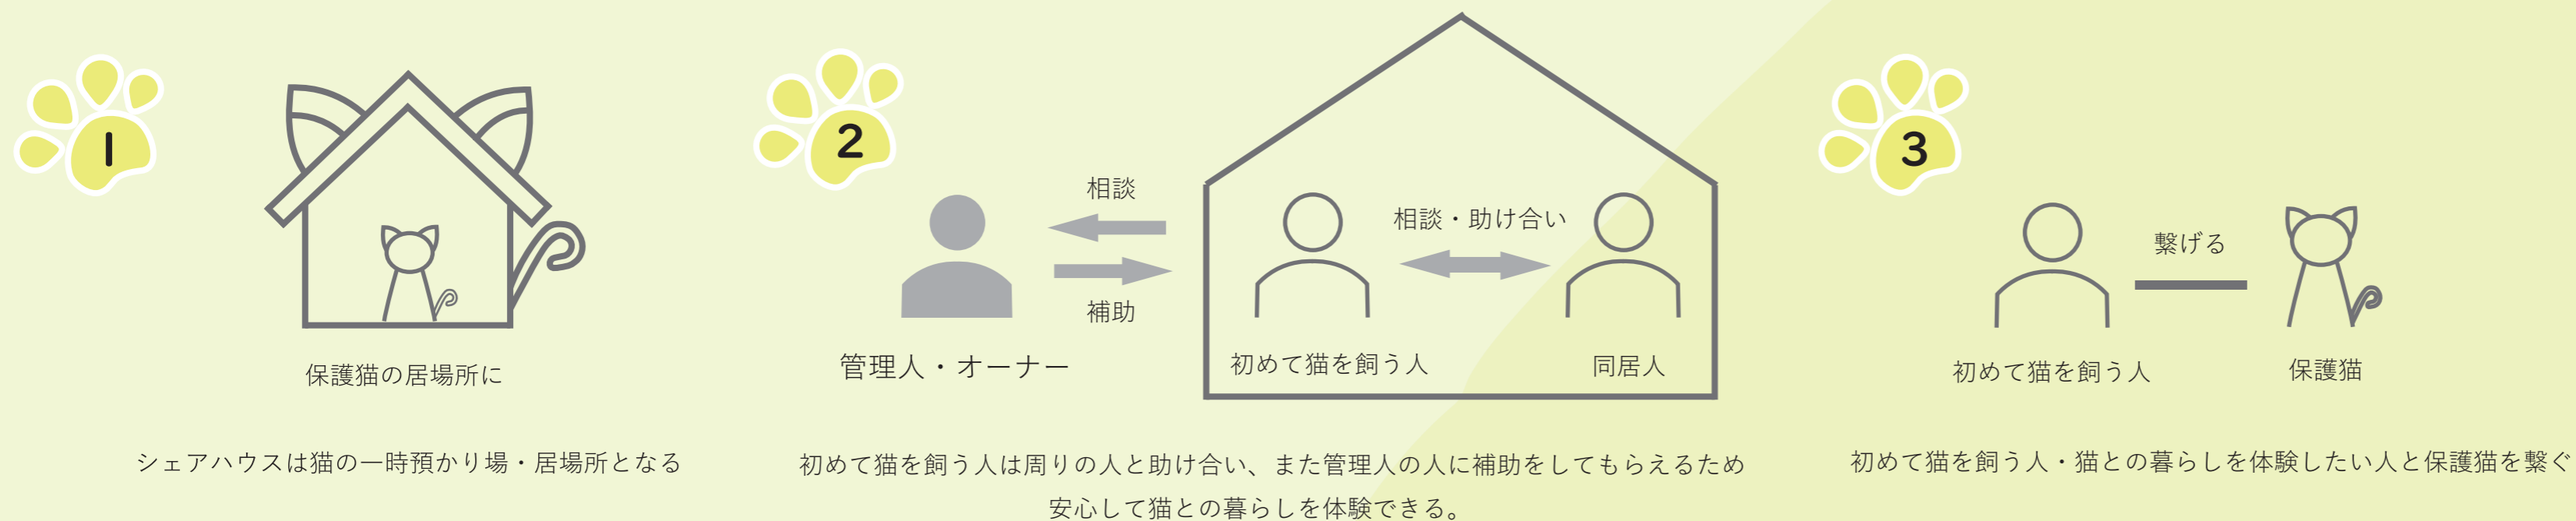 1
保護猫の居場所に
シェアハウスは猫の一時預かり場・居場所となる
2
相談
補助
管理人・オーナー
相談・助け合い
初めて猫を飼う人
同居人
初めて猫を飼う人は周りの人と助け合い、また管理人の人に補助をしてもらえるため
安心して猫との暮らしを体験できる。
3
繋げる
初めて猫を飼う人
保護猫
初めて猫を飼う人・猫との暮らしを体験したい人と保護猫を繋ぐ